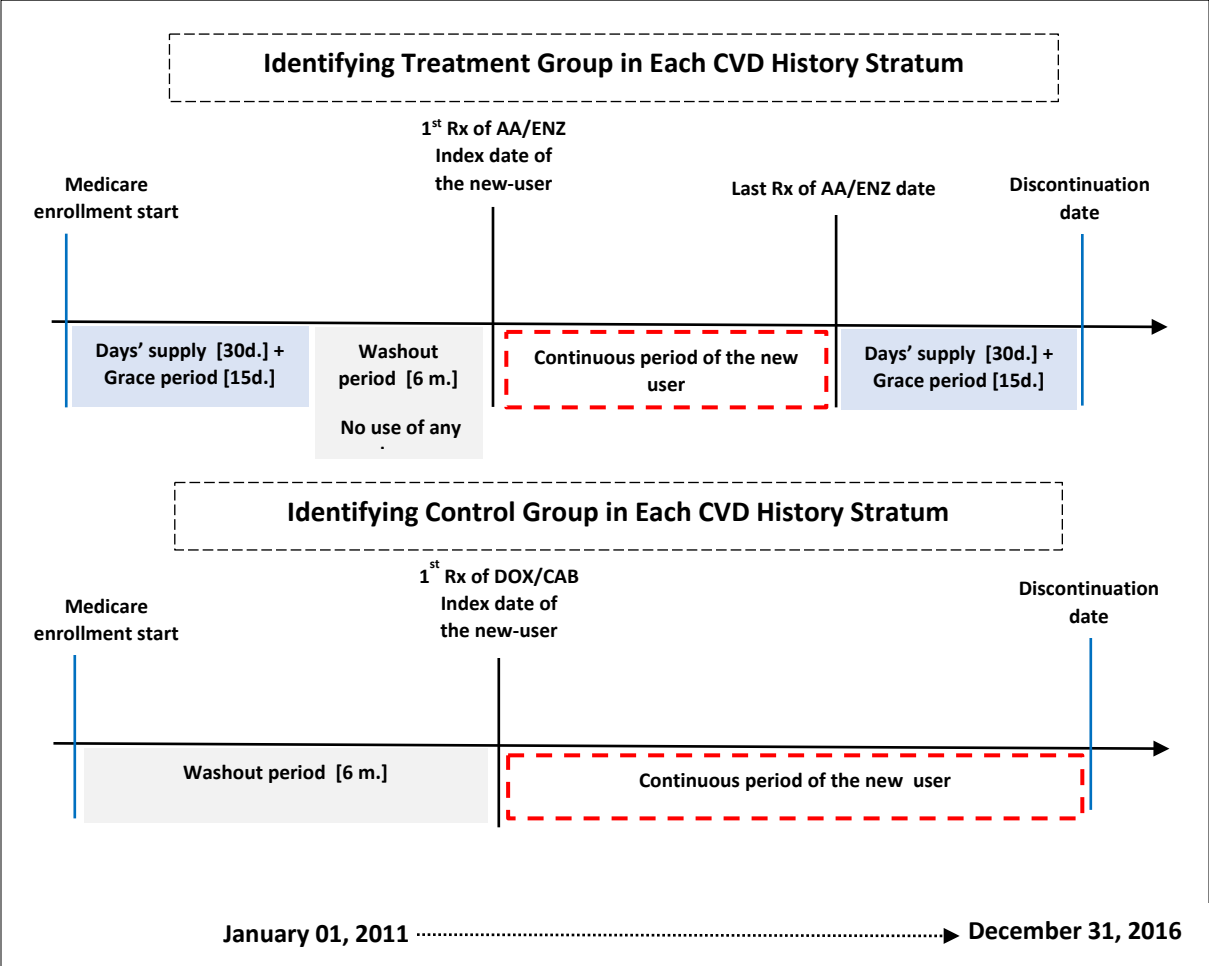 Identifying Treatment Group in Each CVD History Stratum
1st Rx of AA/ENZ
Index date of
the new-user
Medicare
enrollment start
Last Rx of AA/ENZ date
Discontinuation
date
Days' supply [30d.] +
Grace period [15d.]
Washout
period [6 m.]
No use of any
Continuous period of the new
user
Days' supply [30d.] +
Grace period [15d.]
Identifying Control Group in Each CVD History Stratum
1st Rx of DOX/CAB
Index date of
the new-user
Medicare
enrollment start
Discontinuation
date
Washout period [6 m.]
Continuous period of the new user
January 01, 2011
December 31, 2016